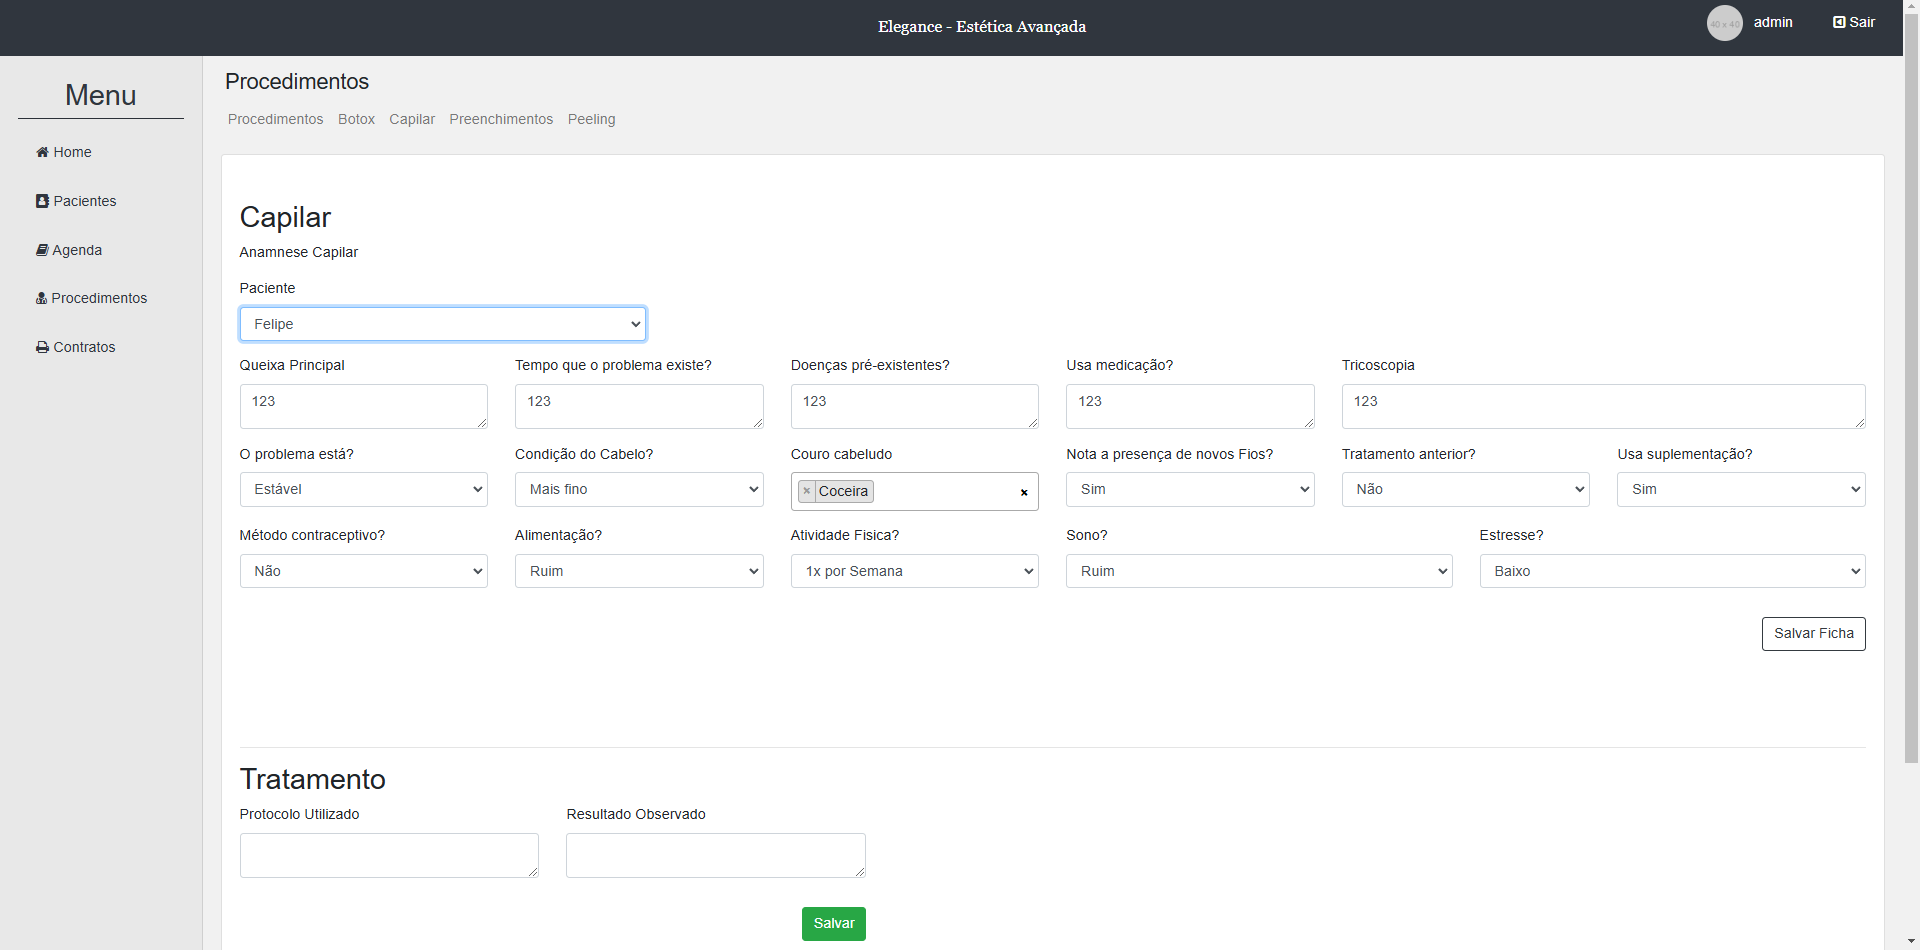 Elegance - Estética Avançada
40 x 40 admin Sair
Menu
Home
Pacientes
Agenda
Procedimentos
Contratos
Procedimentos
Procedimentos Botox Capilar Preenchimentos Peeling
Capilar
Anamnese Capilar
Paciente
Felipe
Queixa Principal Tempo que o problema existe? Doenças pré-existentes? Usa medicação? Tricoscopia
123 123 123 123 123
O problema está? Condição do Cabelo? Couro cabeludo Nota a presença de novos Fios? Tratamento anterior? Usa suplementação?
Estável Mais fino × Coceira × Sim Não Sim
Método contraceptivo? Alimentação? Atividade Fisica? Sono? Estresse?
Não Ruim 1x por Semana Ruim Baixo
Salvar Ficha
Tratamento
Protocolo Utilizado Resultado Observado
Salvar